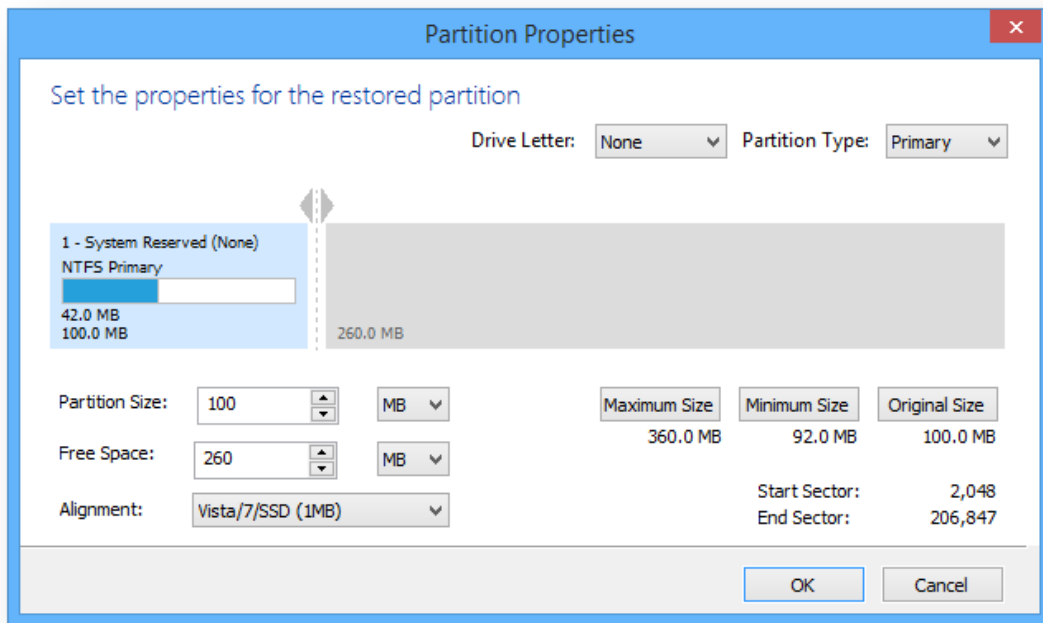 Partition Properties
Set the properties for the restored partition
Drive Letter: None Partition Type: Primary
1 - System Reserved (None)
NTFS Primary
42.0 MB
100.0 MB
260.0 MB
Partition Size: 100 MB
Maximum Size Minimum Size Original Size
360.0 MB 92.0 MB 100.0 MB
Free Space: 260 MB
Alignment: Vista/7/SSD (1MB)
Start Sector: 2,048
End Sector: 206,847
OK Cancel